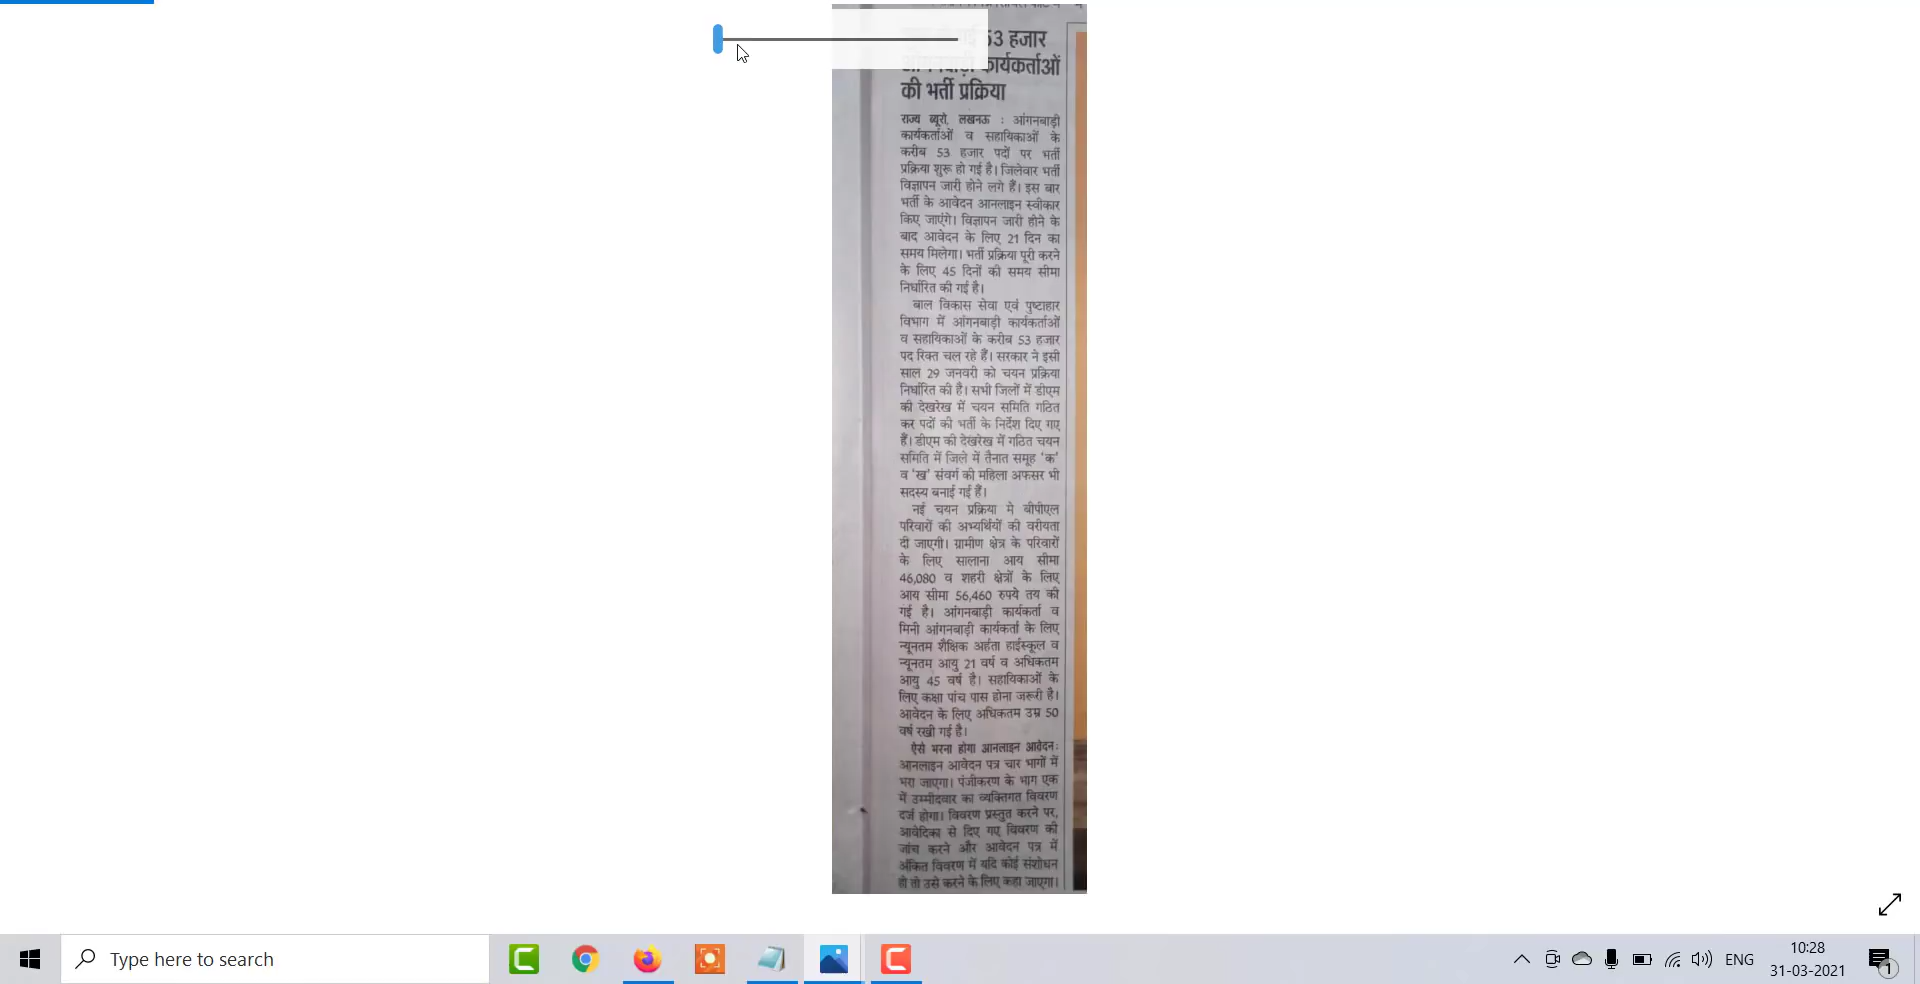 53 हजार
कार्यकर्ताओं
की भर्ती प्रक्रिया
राज्य ब्यूरो, लखनऊ : आंगनबाड़ी
कार्यकर्ताओं व सहायिकाओं के
करीब 53 हजार पदों पर भर्ती
प्रक्रिया शुरू हो गई है। जिलेवार भर्ती
विज्ञापन जारी होने लगे हैं। इस बार
भर्ती के आवेदन आनलाइन स्वीकार
किए जाएंगे। विज्ञापन जारी होने के
बाद आवेदन के लिए 21 दिन का
समय मिलेगा। भर्ती प्रक्रिया पूरी करने
के लिए 45 दिनों की समय सीमा
निर्धारित की गई है।
बाल विकास सेवा एवं पुष्टाहार
विभाग में आंगनबाड़ी कार्यकर्ताओं
व सहायिकाओं के करीब 53 हजार
पद रिक्त चल रहे हैं। सरकार ने इसी
साल 29 जनवरी को चयन प्रक्रिया
निर्धारित की है। सभी जिलों में डीएम
की देखरेख में चयन समिति गठित
कर पदों की भर्ती के निर्देश दिए गए
हैं। डीएम की देखरेख में गठित चयन
समिति में जिले में तैनात समूह 'क'
व 'ख' संवर्ग की महिला अफसर भी
सदस्य बनाई गई हैं।
नई चयन प्रक्रिया मे बीपीएल
परिवारों की अभ्यर्थियों को वरीयता
दी जाएगी। ग्रामीण क्षेत्र के परिवारों
के लिए सालाना आय सीमा
46,080 व शहरी क्षेत्रों के लिए
आय सीमा 56,460 रुपये तय की
गई है। आंगनबाड़ी कार्यकर्ता व
मिनी आंगनबाड़ी कार्यकर्ता के लिए
न्यूनतम शैक्षिक अर्हता हाईस्कूल व
न्यूनतम आयु 21 वर्ष व अधिकतम
आयु 45 वर्ष है। सहायिकाओं के
लिए कक्षा पांच पास होना जरूरी है।
आवेदन के लिए अधिकतम उम्र 50
वर्ष रखी गई है।
ऐसे भरना होगा आनलाइन आवेदन:
आनलाइन आवेदन पत्र चार भागों में
भरा जाएगा। पंजीकरण के भाग एक
में उम्मीदवार का व्यक्तिगत विवरण
दर्ज होगा। विवरण प्रस्तुत करने पर,
आवेदिका से दिए गए विवरण की
जांच करने और आवेदन पत्र में
अंकित विवरण में यदि कोई संशोधन
हो तो उसे करने के लिए कहा जाएगा।
Type here to search
ENG
10:28
31-03-2021
1